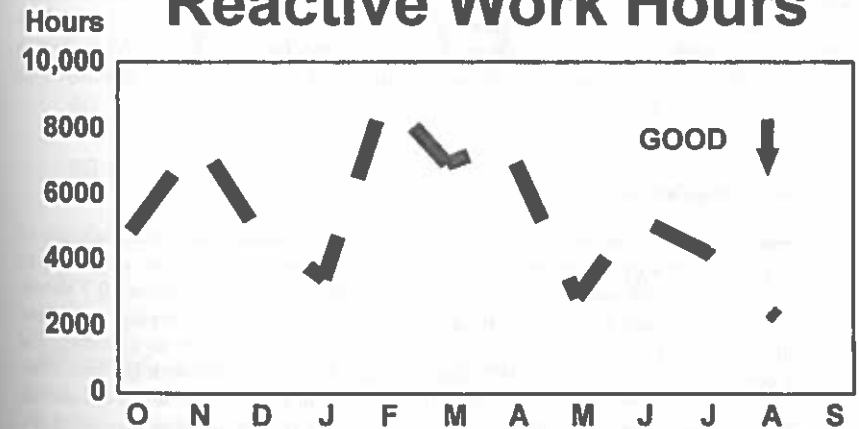 Reactive Work Hours
Hours
10,000
8000
GOOD
6000
4000
2000
0
O N D J F M A M J J A S